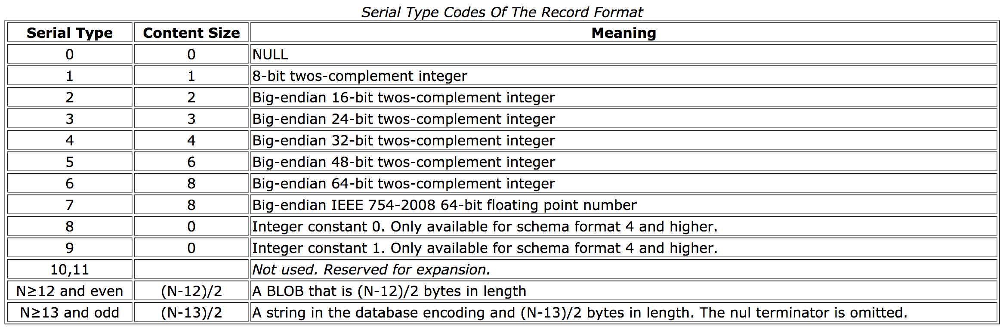 Serial Type Codes Of The Record Format
Serial Type Content Size Meaning
0 0 NULL
1 1 8-bit twos-complement integer
2 2 Big-endian 16-bit twos-complement integer
3 3 Big-endian 24-bit twos-complement integer
4 4 Big-endian 32-bit twos-complement integer
5 6 Big-endian 48-bit twos-complement integer
6 8 Big-endian 64-bit twos-complement integer
7 8 Big-endian IEEE 754-2008 64-bit floating point number
8 0 Integer constant 0. Only available for schema format 4 and higher.
9 0 Integer constant 1. Only available for schema format 4 and higher.
10,11 Not used. Reserved for expansion.
N≥12 and even (N-12)/2 A BLOB that is (N-12)/2 bytes in length
N≥13 and odd (N-13)/2 A string in the database encoding and (N-13)/2 bytes in length. The nul terminator is omitted.